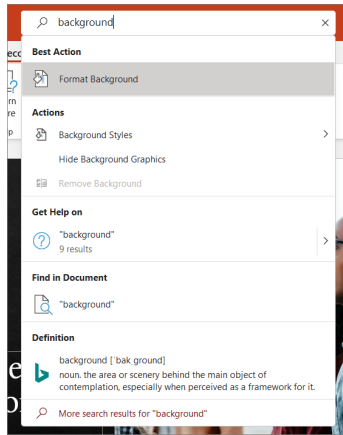 background
Best Action
Format Background
Actions
Background Styles
Hide Background Graphics
Remove Background
Get Help on
"background"
9 results
Find in Document
"background"
Definition
background [ˈbakˌground]
noun. the area or scenery behind the main object of
contemplation, especially when perceived as a framework for it.
More search results for "background"